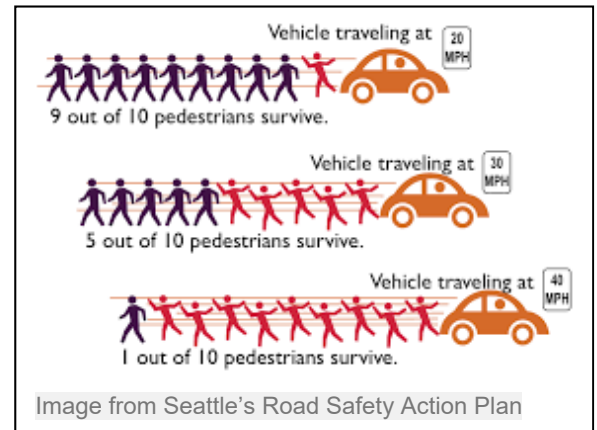 Vehicle traveling at
20
MPH
9 out of 10 pedestrians survive.
Vehicle traveling at
30
MPH
5 out of 10 pedestrians survive.
Vehicle traveling at
40
MPH
1 out of 10 pedestrians survive.
Image from Seattle's Road Safety Action Plan